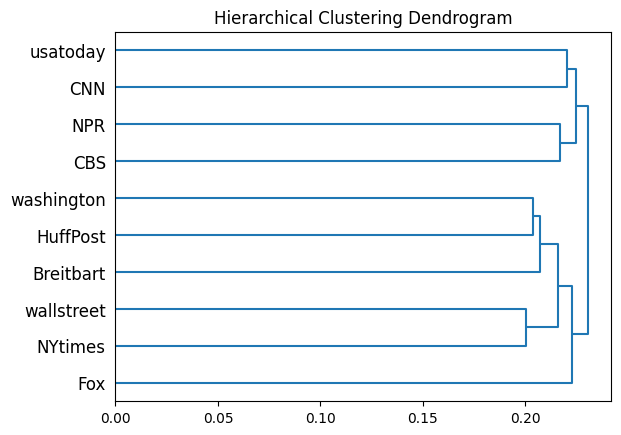 Hierarchical Clustering Dendrogram
usatoday
CNN
NPR
CBS
washington
HuffPost
Breitbart
wallstreet
NYtimes
Fox
0.00 0.05 0.10 0.15 0.20